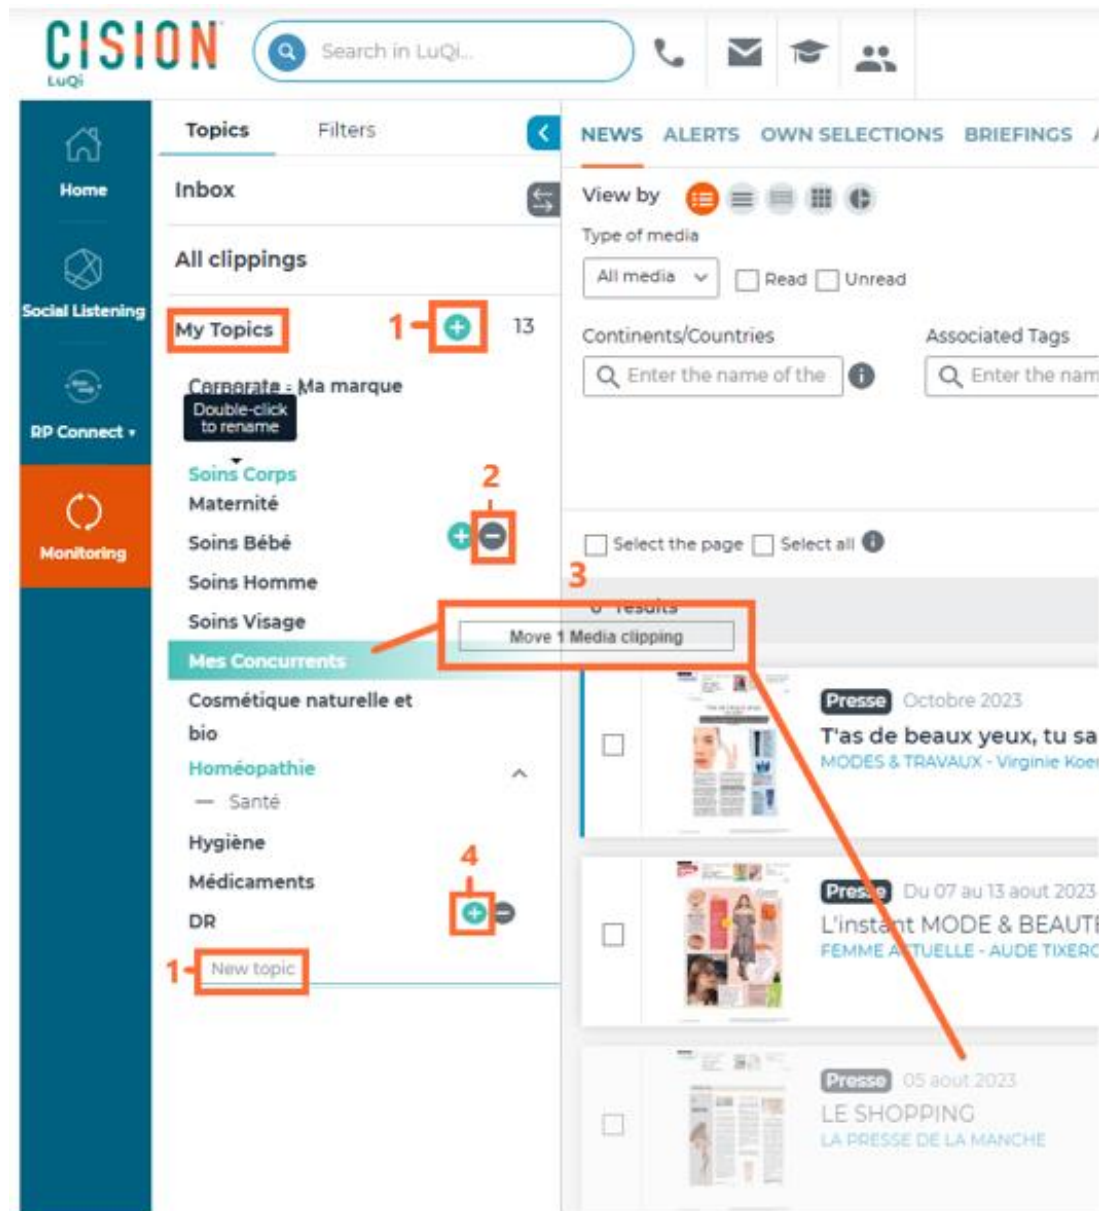 CISION
LuQi
Search in LuQi...
Topics
Filters
NEWS ALERTS OWN SELECTIONS BRIEFINGS
Home
Inbox
View by
Type of media
All clippings
All media
Read
Unread
Social Listening
My Topics
1
13
Continents/Countries
Associated Tags
Enter the name of the
Enter the nam
Corporate - Ma marque
Double-click
to rename
RP Connect
Soins Corps
2
Maternité
Monitoring
Soins Bébé
Select the page
Select all
Soins Homme
3
results
Soins Visage
Move 1 Media clipping
Mes Concurrents
Cosmétique naturelle et
bio
Presse Octobre 2023
T'as de beaux yeux, tu sa
MODES & TRAVAUX - Virginie Koer
Homéopathie
— Santé
Hygiène
4
Médicaments
DR
Presse Du 07 au 13 aout 2023
L'instant MODE & BEAUTE
FEMME ACTUELLE - AUDE TIXERO
1
New topic
Presse 05 aout 2023
LE SHOPPING
LA PRESSE DE LA MANCHE